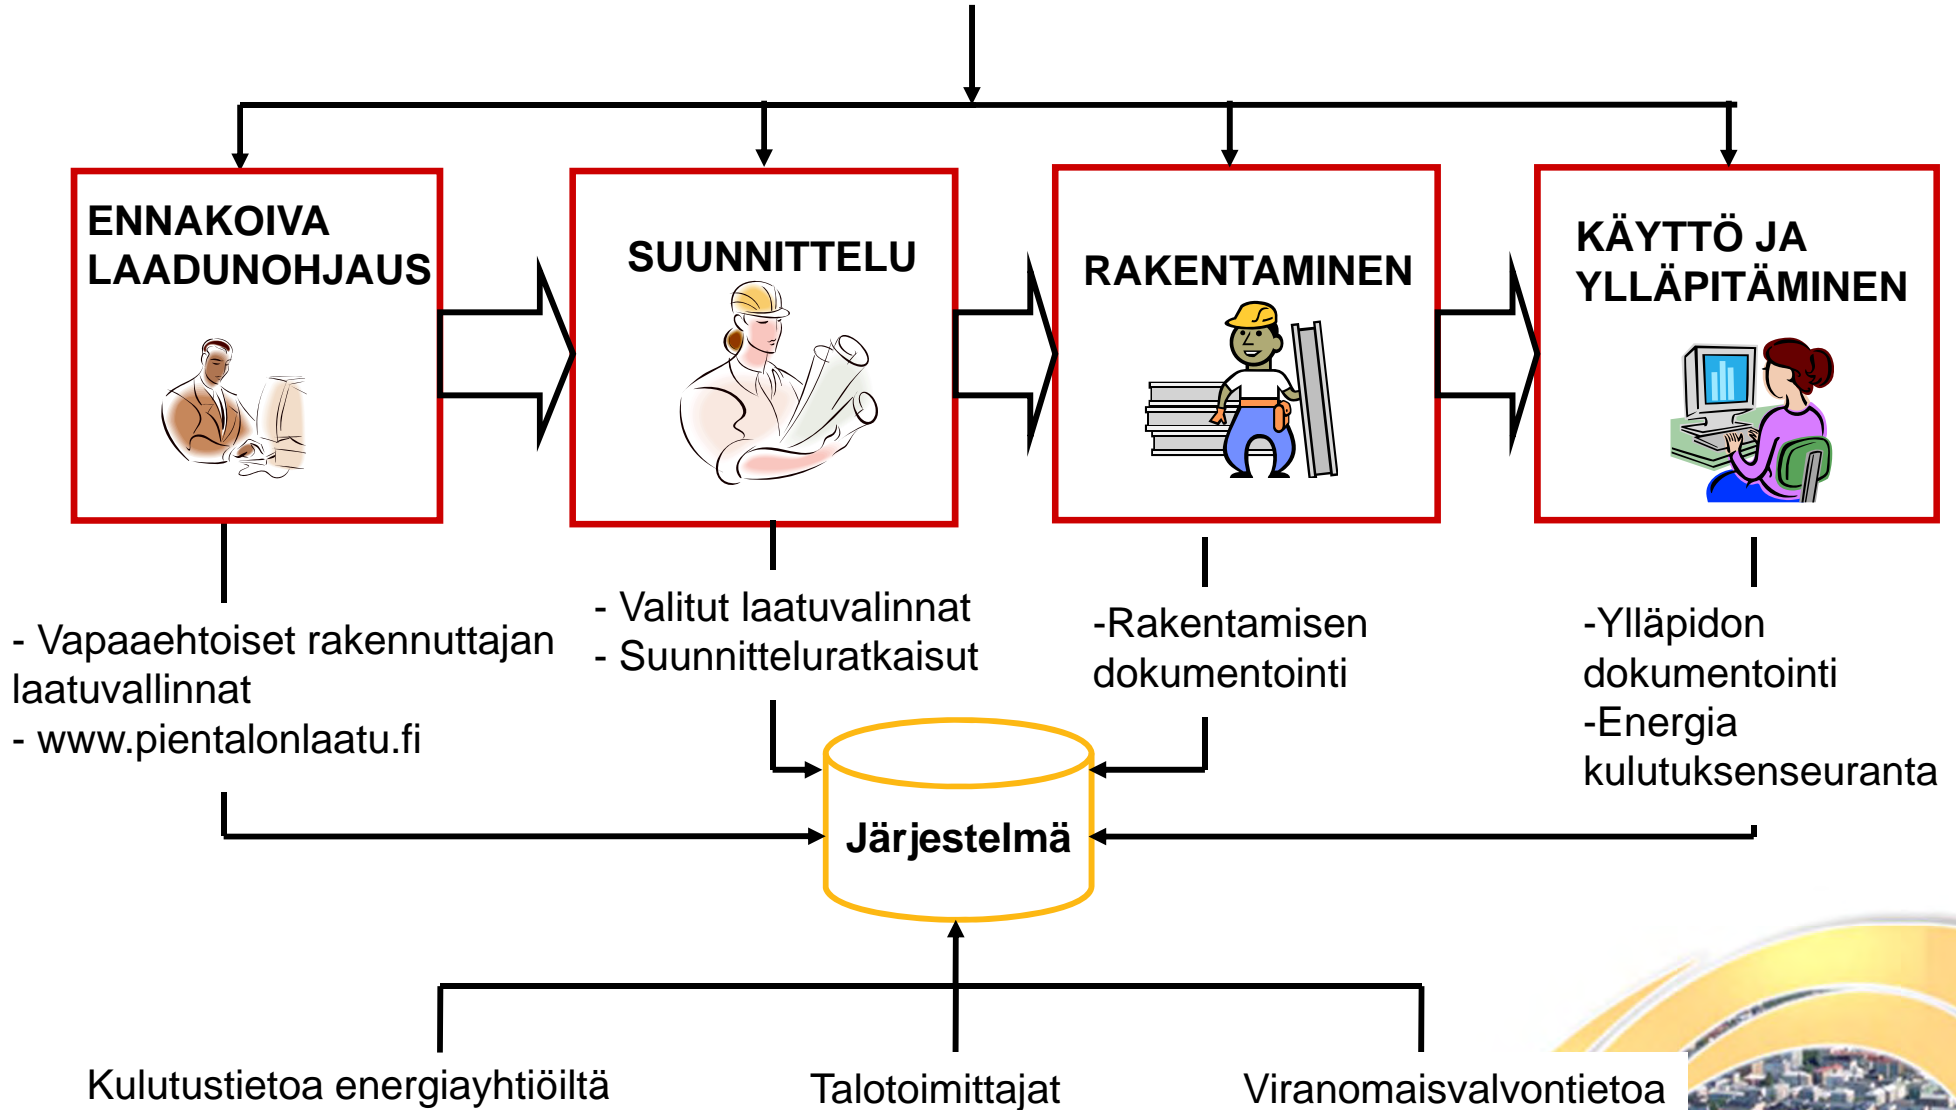 ENNAKOIVA
LAADUNOHJAUS
SUUNNITTELU
RAKENTAMINEN
KÄYTTÖ JA
YLLÄPITÄMINEN
- Vapaaehtoiset rakennuttajan
laatuvallinnat
- www.pientalonlaatu.fi
- Valitut laatuvalinnat
- Suunnitteluratkaisut
-Rakentamisen
dokumentointi
-Ylläpidon
dokumentointi
-Energia
kulutuksenseuranta
Järjestelmä
Kulutustietoa energiayhtiöiltä
Talotoimittajat
Viranomaisvalvontietoa